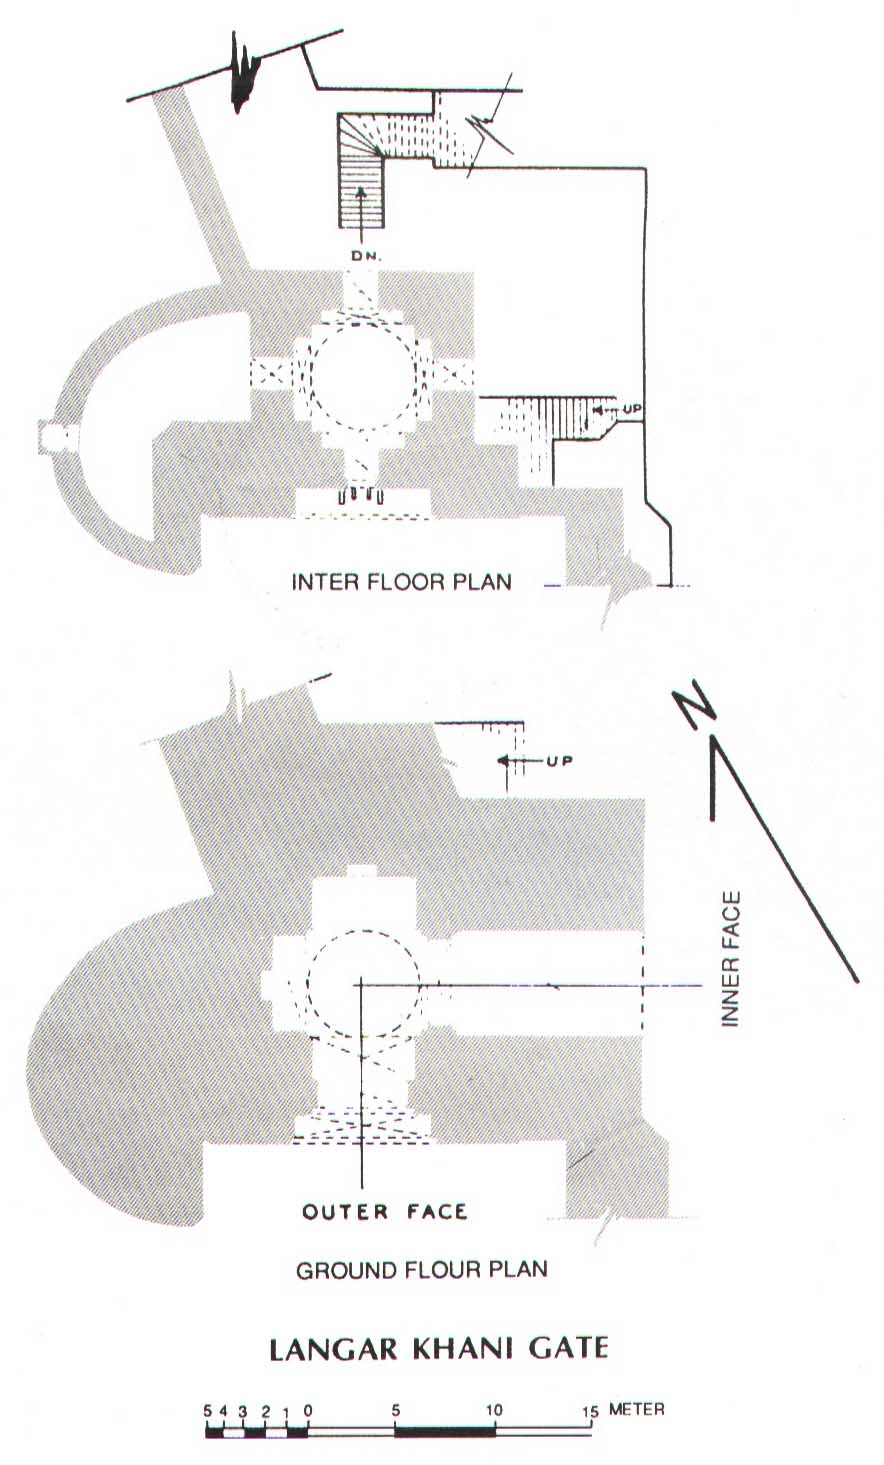 DN.
UP
INTER FLOOR PLAN
N
UP
INNER FACE
OUTER FACE
GROUND FLOUR PLAN
LANGAR KHANI GATE
5 4 3 2 1 0 5 10 15 METER